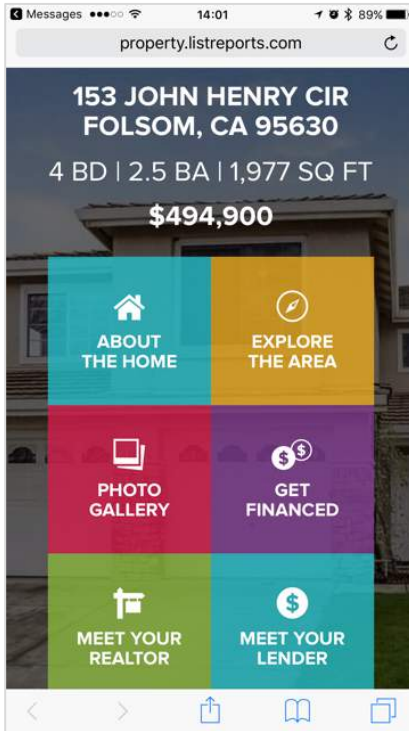 Messages 14:01 89%
property.listreports.com
153 JOHN HENRY CIR
FOLSOM, CA 95630
4 BD | 2.5 BA | 1,977 SQ FT
$494,900
ABOUT
THE HOME
EXPLORE
THE AREA
PHOTO
GALLERY
GET
FINANCED
MEET YOUR
REALTOR
MEET YOUR
LENDER